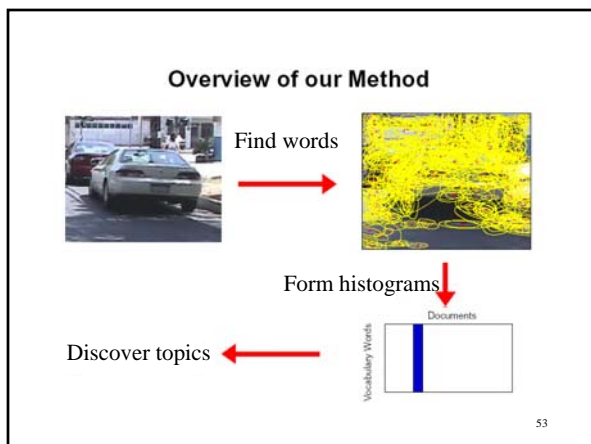 Overview of our Method
Find words
Form histograms
Documents
Vocabulary Words
Discover topics
53